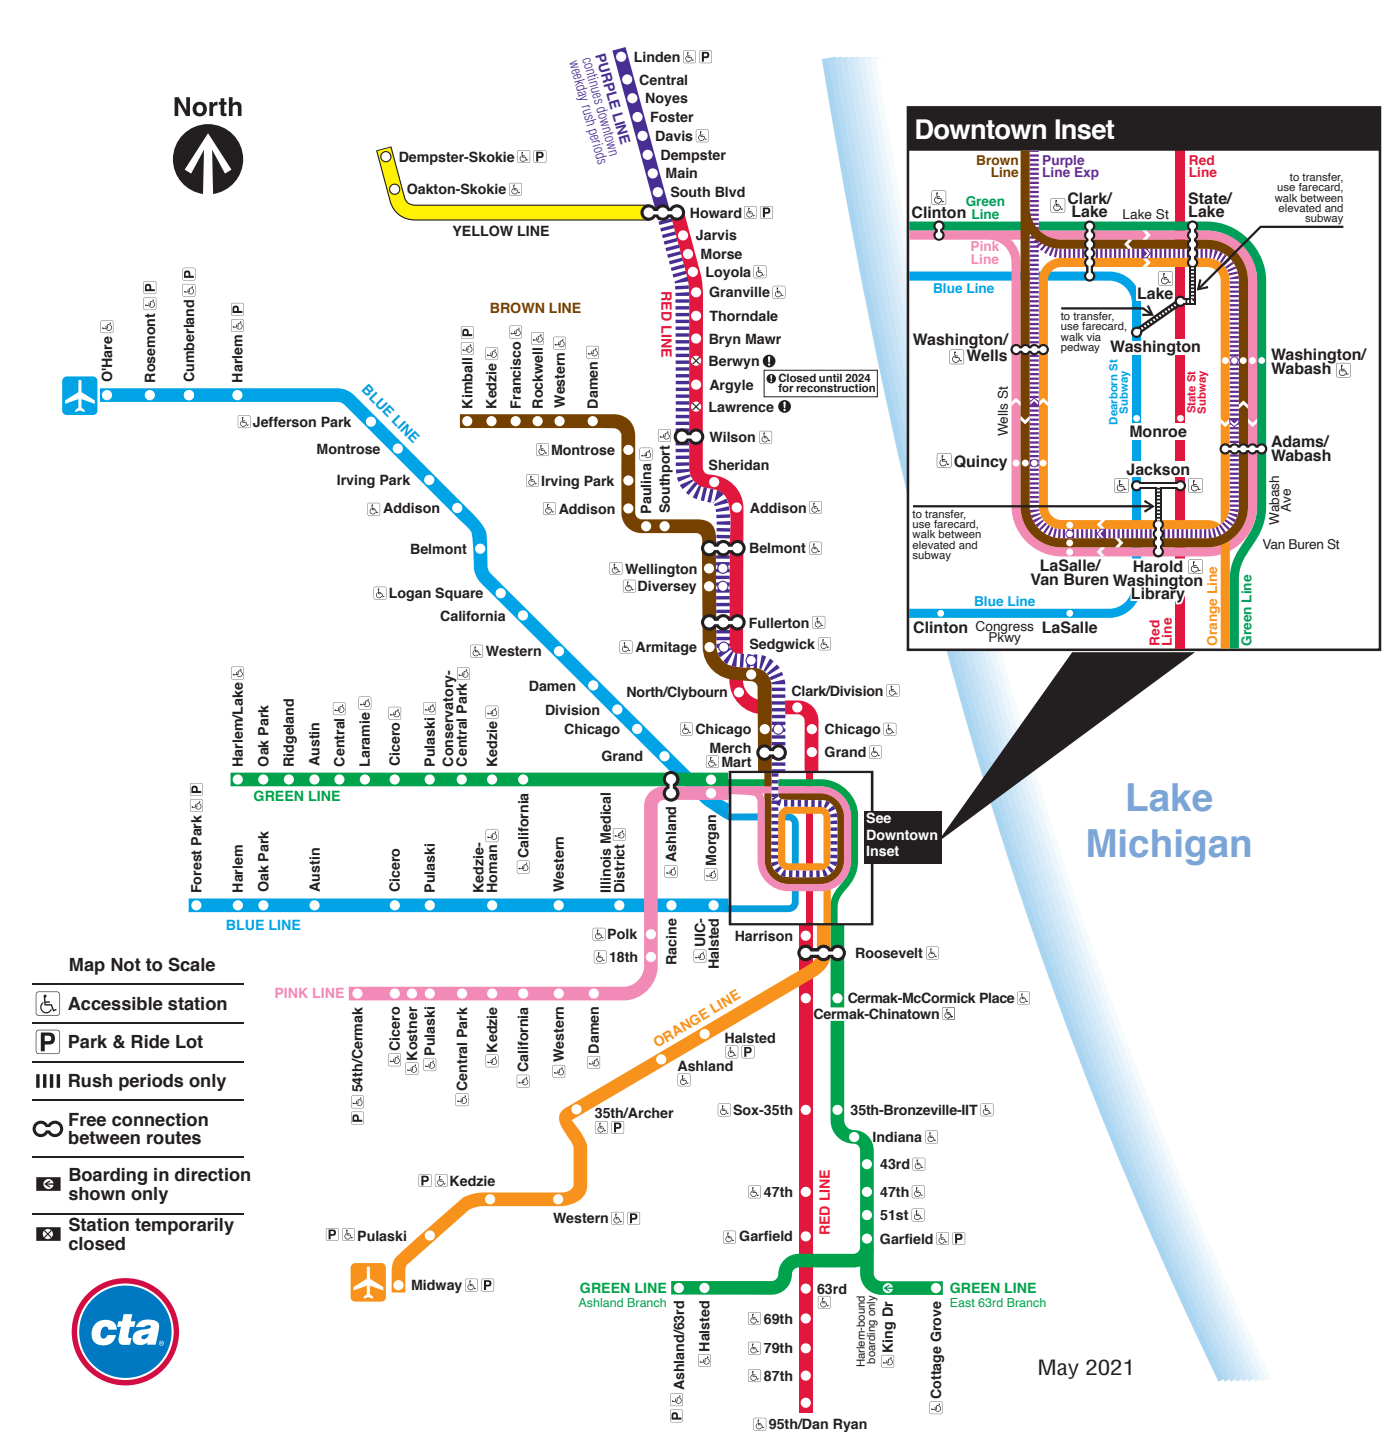 North
PURPLE LINE
continues downtown
weekday rush periods
Linden P
Central
Noyes
Foster
Davis
Dempster
Main
South Blvd
Howard P
Dempster-Skokie P
Oakton-Skokie
YELLOW LINE
Jarvis
Morse
Loyola
Granville
Thorndale
Bryn Mawr
Berwyn !
Argyle
Lawrence !
! Closed until 2024
for reconstruction
Wilson
Sheridan
Addison
Belmont
Fullerton
RED LINE
BROWN LINE
Kimball P
Kedzie
Francisco
Rockwell
Western
Damen
Montrose
Irving Park
Addison
Paulina
Southport
Wellington
Diversey
Armitage
Sedgwick
North/Clybourn
Clark/Division
Chicago
Chicago
Merch
Mart
Grand
O'Hare
Rosemont P
Cumberland P
Harlem P
BLUE LINE
Jefferson Park
Montrose
Irving Park
Addison
Belmont
Logan Square
California
Western
Damen
Division
Chicago
Grand
Harlem/Lake
Oak Park
Ridgeland
Austin
Central
Laramie
Cicero
Pulaski
Conservatory-
Central Park
Kedzie
California
GREEN LINE
Ashland
Morgan
Forest Park P
Harlem
Oak Park
Austin
Cicero
Pulaski
Kedzie-
Homan
Western
Illinois Medical
District
Racine
UIC-
Halsted
BLUE LINE
Polk
18th
PINK LINE
P 54th/Cermak
Cicero
Kostner
Pulaski
Central Park
Kedzie
California
Western
Damen
See
Downtown
Inset
Harrison
Roosevelt
ORANGE LINE
Halsted
P
Ashland
35th/Archer
P
Western P
P Kedzie
P Pulaski
Midway P
Cermak-McCormick Place
Cermak-Chinatown
Sox-35th
35th-Bronzeville-IIT
Indiana
43rd
47th
47th
51st
Garfield
Garfield P
RED LINE
GREEN LINE
Ashland Branch
P Ashland/63rd
Halsted
63rd
69th
79th
87th
95th/Dan Ryan
Harlem-bound
boarding only
King Dr
Cottage Grove
GREEN LINE
East 63rd Branch
Lake
Michigan
May 2021
Map Not to Scale
Accessible station
P Park & Ride Lot
Rush periods only
Free connection
between routes
Boarding in direction
shown only
Station temporarily
closed
cta®
Downtown Inset
Brown
Line
Purple
Line Exp
Red
Line
to transfer,
use farecard,
walk between
elevated and
subway
Clinton
Green
Line
Clark/
Lake
Lake St
State/
Lake
Pink
Line
Blue Line
Lake
to transfer,
use farecard,
walk via
pedway
Washington
Washington/
Wells
Washington/
Wabash
Wells St
Dearborn St
Subway
State St
Subway
Monroe
Adams/
Wabash
Quincy
Jackson
Wabash
Ave
to transfer,
use farecard,
walk between
elevated and
subway
Van Buren St
LaSalle/
Van Buren
Harold
Washington
Library
Blue Line
Clinton
Congress
Pkwy
LaSalle
Red
Line
Orange Line
Green Line